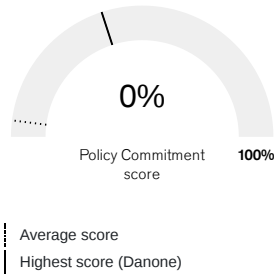 0%
Policy Commitment 100%
score
Average score
Highest score (Danone)